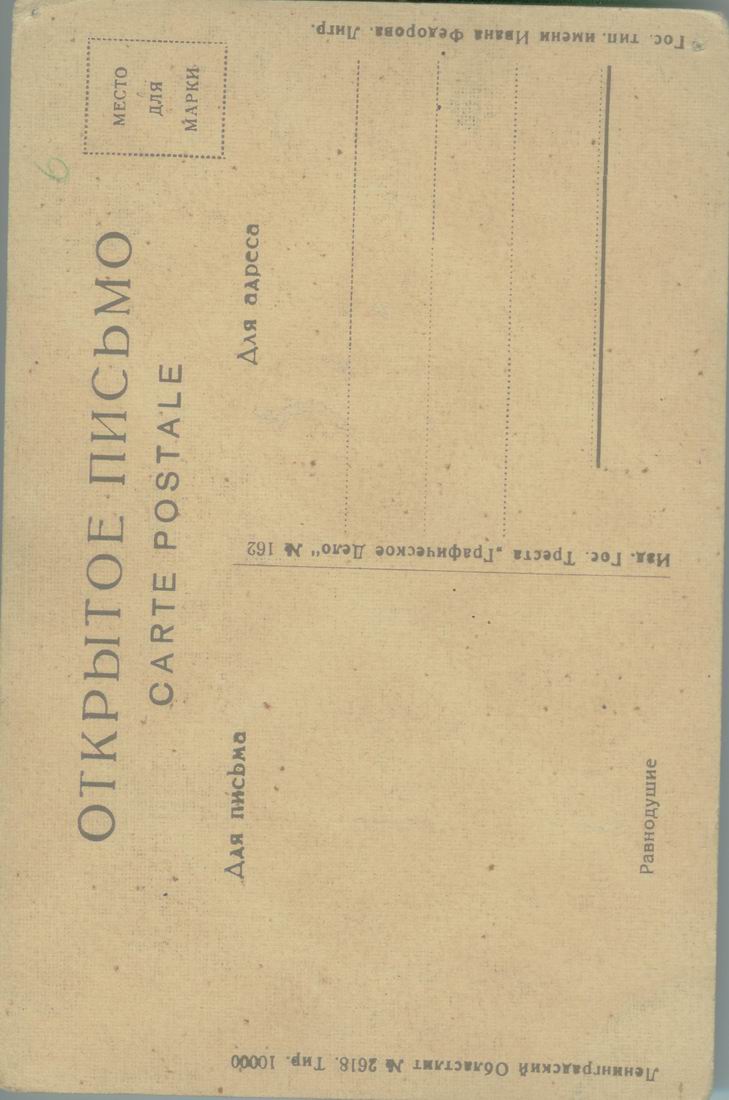 ОТКРЫТОЕ ПИСЬМО
CARTE POSTALE
МЕСТО
ДЛЯ
МАРКИ
6
Для письма
Для адреса
Равнодушие
Ленинградский Областлит № 2618. Тир. 10000
Изд. Гос. Треста „Графическое Дело" № 162
Гос. тип. имени Ивана Федорова. Лнгр.